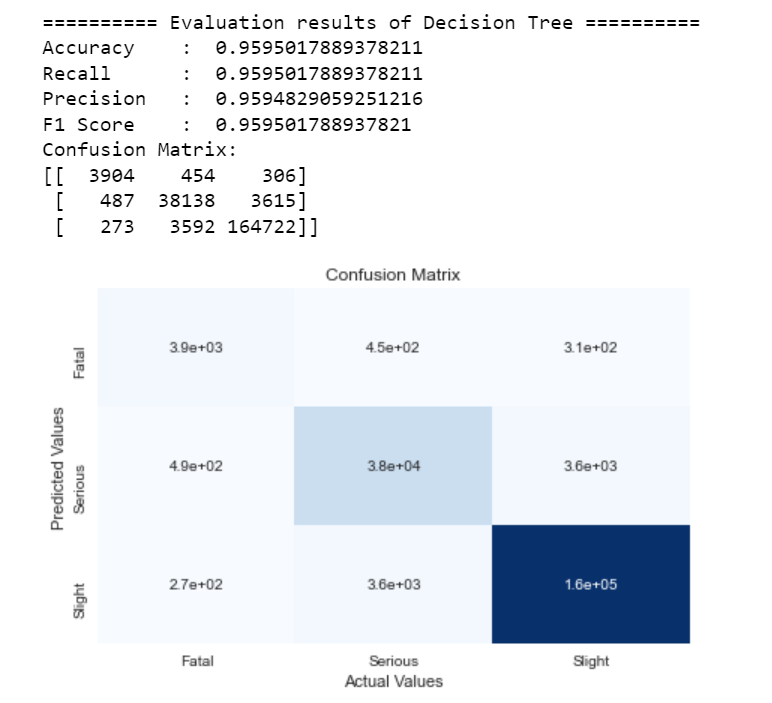 ========== Evaluation results of Decision Tree ==========
Accuracy    :  0.9595017889378211
Recall      :  0.9595017889378211
Precision   :  0.9594829059251216
F1 Score    :  0.959501788937821
Confusion Matrix:
[[  3904    454    306]
 [   487  38138   3615]
 [   273   3592 164722]]
Confusion Matrix
Fatal
3.9e+03 4.5e+02 3.1e+02
Predicted Values
Serious
4.9e+02 3.8e+04 3.6e+03
Slight
2.7e+02 3.6e+03 1.6e+05
Fatal Serious Slight
Actual Values